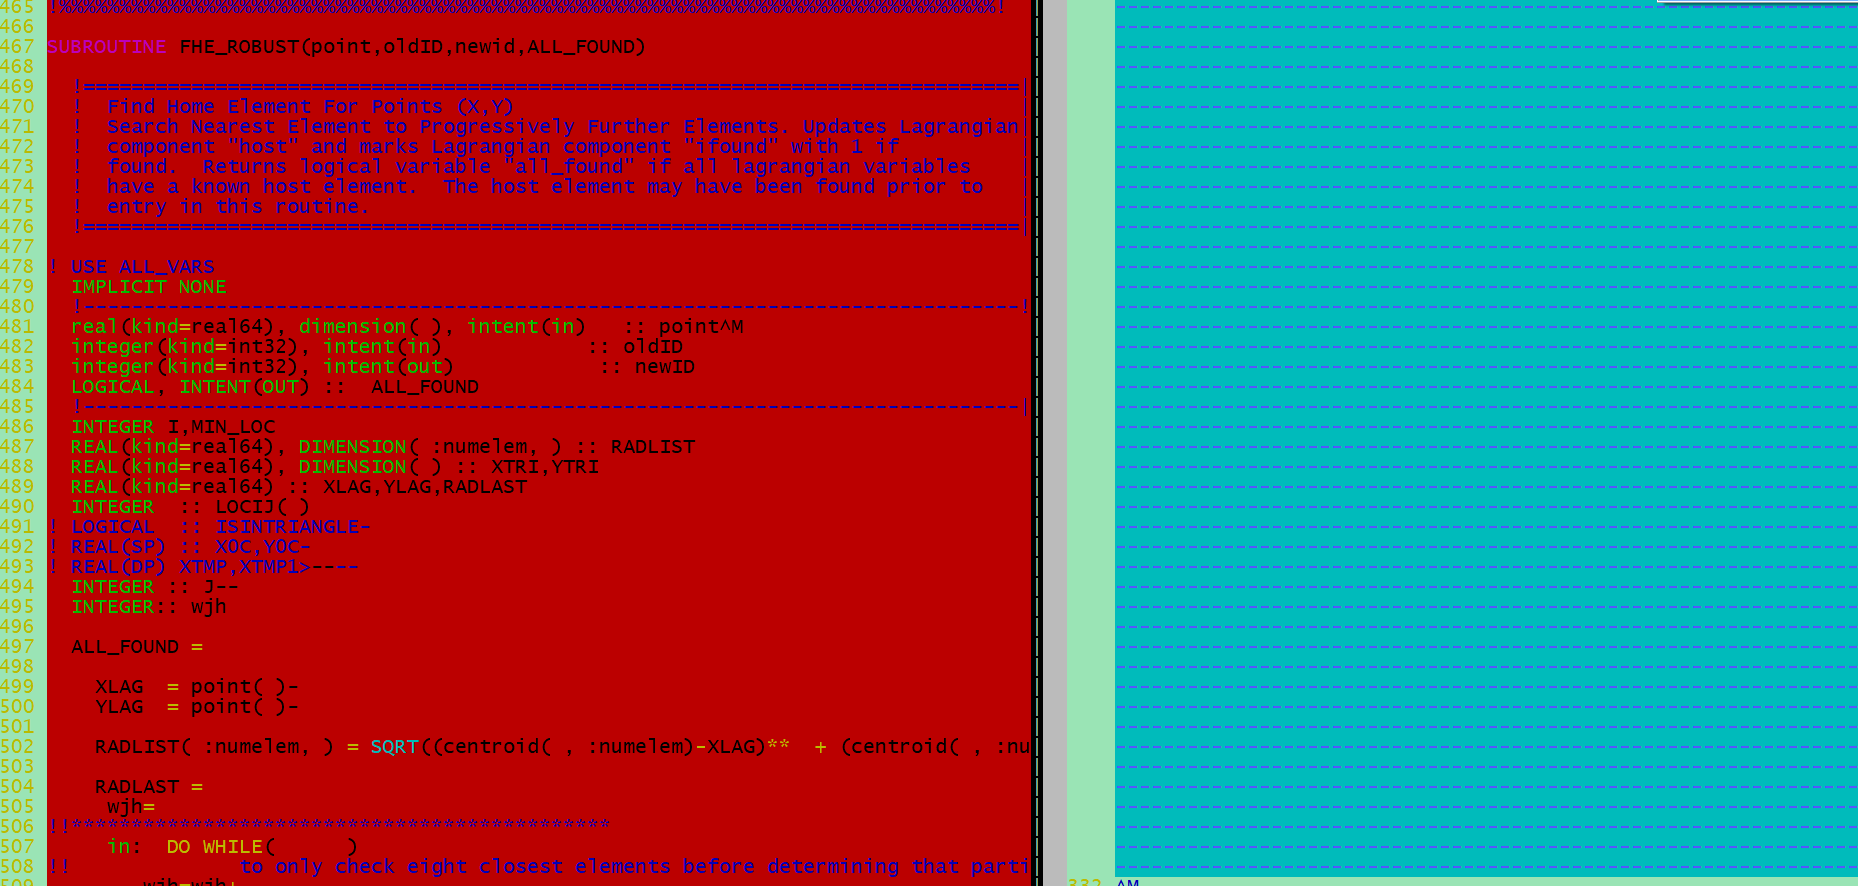 465 !%%%%%%%%%%%%%%%%%%%%%%%%%%%%%%%%%%%%%%%%%%%%%%%%%%%%%%%%%%%%%%%%%%%%%%%%%%%%%%%!
466
467 SUBROUTINE FHE_ROBUST(point,oldID,newid,ALL_FOUND)
468
469   !==============================================================================|
470   !  Find Home Element For Points (X,Y)                                          |
471   !  Search Nearest Element to Progressively Further Elements. Updates Lagrangian|
472   !  component "host" and marks Lagrangian component "ifound" with 1 if          |
473   !  found.  Returns logical variable "all_found" if all lagrangian variables    |
474   !  have a known host element.  The host element may have been found prior to   |
475   !  entry in this routine.                                                      |
476   !==============================================================================|
477
478 ! USE ALL_VARS
479   IMPLICIT NONE
480   !------------------------------------------------------------------------------!
481   real(kind=real64), dimension( ), intent(in)   :: point^M
482   integer(kind=int32), intent(in)            :: oldID
483   integer(kind=int32), intent(out)            :: newID
484   LOGICAL, INTENT(OUT) ::  ALL_FOUND
485   !------------------------------------------------------------------------------|
486   INTEGER I,MIN_LOC
487   REAL(kind=real64), DIMENSION( :numelem, ) :: RADLIST
488   REAL(kind=real64), DIMENSION( ) :: XTRI,YTRI
489   REAL(kind=real64) :: XLAG,YLAG,RADLAST
490   INTEGER  :: LOCIJ( )
491 ! LOGICAL  :: ISINTRIANGLE-
492 ! REAL(SP) :: X0C,Y0C-
493 ! REAL(DP) XTMP,XTMP1>----
494   INTEGER :: J--
495   INTEGER:: wjh
496
497   ALL_FOUND =
498
499     XLAG  = point( )-
500     YLAG  = point( )-
501
502     RADLIST( :numelem, ) = SQRT((centroid( , :numelem)-XLAG)**  + (centroid( , :nu
503
504     RADLAST =
505      wjh=
506 !!*********************************************
507      in:  DO WHILE(      )
508 !!              to only check eight closest elements before determining that parti
509         wjh=wjh+
332 ^M